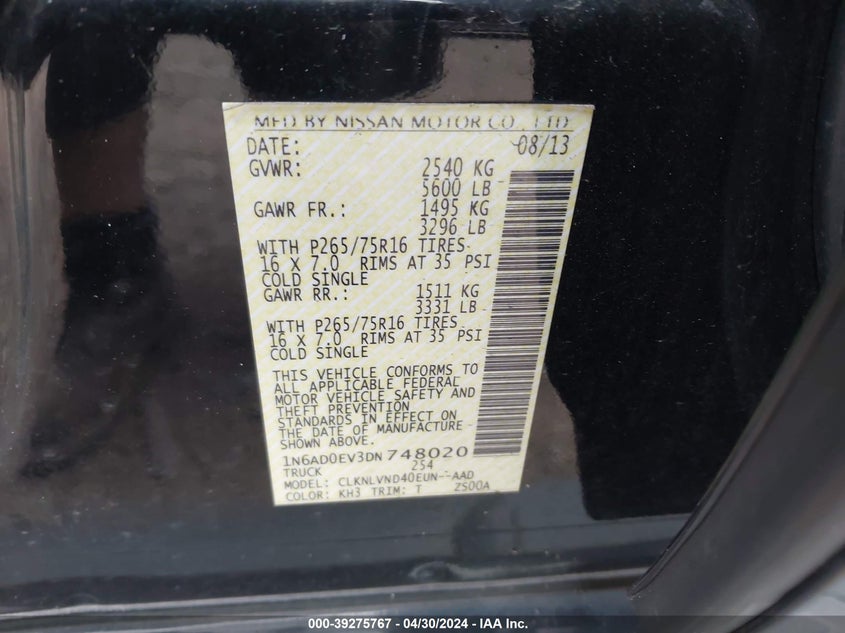 MFD BY NISSAN MOTOR CO., LTD.
DATE: 08/13
GVWR: 2540 KG
5600 LB
GAWR FR.: 1495 KG
3296 LB
WITH P265/75R16 TIRES
16 X 7.0 RIMS AT 35 PSI
COLD SINGLE
GAWR RR.: 1511 KG
3331 LB
WITH P265/75R16 TIRES
16 X 7.0 RIMS AT 35 PSI
COLD SINGLE
THIS VEHICLE CONFORMS TO
ALL APPLICABLE FEDERAL
MOTOR VEHICLE SAFETY AND
THEFT PREVENTION
STANDARDS IN EFFECT ON
THE DATE OF MANUFACTURE
SHOWN ABOVE.
1N6AD0EV3DN748020
TRUCK 254
MODEL: CLKNLVND40EUN--AAD
COLOR: KH3 TRIM: T ZS00A
000-39275767 - 04/30/2024 - IAA Inc.